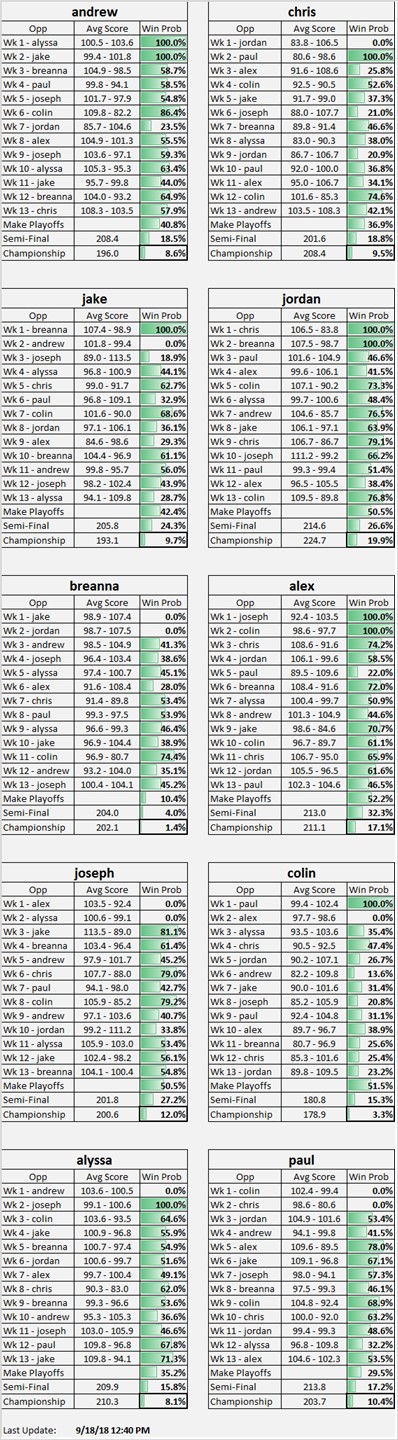 andrew
Opp Avg Score Win Prob
Wk 1 - alyssa 100.5 - 103.6 100.0%
Wk 2 - jake 99.4 - 101.8 100.0%
Wk 3 - breanna 104.9 - 98.5 58.7%
Wk 4 - paul 99.8 - 94.1 58.5%
Wk 5 - joseph 101.7 - 97.9 54.8%
Wk 6 - colin 109.8 - 82.2 86.4%
Wk 7 - jordan 85.7 - 104.6 23.5%
Wk 8 - alex 104.9 - 101.3 55.5%
Wk 9 - joseph 103.6 - 97.1 59.3%
Wk 10 - alyssa 105.3 - 95.3 63.4%
Wk 11 - jake 95.7 - 99.8 44.0%
Wk 12 - breanna 104.0 - 93.2 64.9%
Wk 13 - chris 108.3 - 103.5 57.9%
Make Playoffs 40.8%
Semi-Final 208.4 18.5%
Championship 196.0 8.6%
chris
Opp Avg Score Win Prob
Wk 1 - jordan 83.8 - 106.5 0.0%
Wk 2 - paul 80.6 - 98.6 100.0%
Wk 3 - alex 91.6 - 108.6 25.8%
Wk 4 - colin 92.5 - 90.5 52.6%
Wk 5 - jake 91.7 - 99.0 37.3%
Wk 6 - joseph 88.0 - 107.7 21.0%
Wk 7 - breanna 89.8 - 91.4 46.6%
Wk 8 - alyssa 83.0 - 90.3 38.0%
Wk 9 - jordan 86.7 - 106.7 20.9%
Wk 10 - paul 92.0 - 100.0 36.8%
Wk 11 - alex 95.0 - 106.7 34.1%
Wk 12 - colin 101.6 - 85.3 74.6%
Wk 13 - andrew 103.5 - 108.3 42.1%
Make Playoffs 36.9%
Semi-Final 201.6 18.8%
Championship 208.4 9.5%
jake
Opp Avg Score Win Prob
Wk 1 - breanna 107.4 - 98.9 100.0%
Wk 2 - andrew 101.8 - 99.4 0.0%
Wk 3 - joseph 89.0 - 113.5 18.9%
Wk 4 - alyssa 96.8 - 100.9 44.1%
Wk 5 - chris 99.0 - 91.7 62.7%
Wk 6 - paul 96.8 - 109.1 32.9%
Wk 7 - colin 101.6 - 90.0 68.6%
Wk 8 - jordan 97.1 - 106.1 36.1%
Wk 9 - alex 84.6 - 98.6 29.3%
Wk 10 - breanna 104.4 - 96.9 61.1%
Wk 11 - andrew 99.8 - 95.7 56.0%
Wk 12 - joseph 98.2 - 102.4 43.9%
Wk 13 - alyssa 94.1 - 109.8 28.7%
Make Playoffs 42.4%
Semi-Final 205.8 24.3%
Championship 193.1 9.7%
jordan
Opp Avg Score Win Prob
Wk 1 - chris 106.5 - 83.8 100.0%
Wk 2 - breanna 107.5 - 98.7 100.0%
Wk 3 - paul 101.6 - 104.9 46.6%
Wk 4 - alex 99.6 - 106.1 41.5%
Wk 5 - colin 107.1 - 90.2 73.3%
Wk 6 - alyssa 99.7 - 100.6 48.4%
Wk 7 - andrew 104.6 - 85.7 76.5%
Wk 8 - jake 106.1 - 97.1 63.9%
Wk 9 - chris 106.7 - 86.7 79.1%
Wk 10 - joseph 111.2 - 99.2 66.2%
Wk 11 - paul 99.3 - 99.4 51.4%
Wk 12 - alex 96.5 - 105.5 38.4%
Wk 13 - colin 109.5 - 89.8 76.8%
Make Playoffs 50.5%
Semi-Final 214.6 26.6%
Championship 224.7 19.9%
breanna
Opp Avg Score Win Prob
Wk 1 - jake 98.9 - 107.4 0.0%
Wk 2 - jordan 98.7 - 107.5 0.0%
Wk 3 - andrew 98.5 - 104.9 41.3%
Wk 4 - joseph 96.4 - 103.4 38.6%
Wk 5 - alyssa 97.4 - 100.7 45.1%
Wk 6 - alex 91.6 - 108.4 28.0%
Wk 7 - chris 91.4 - 89.8 53.4%
Wk 8 - paul 99.3 - 97.5 53.9%
Wk 9 - alyssa 96.6 - 99.3 46.4%
Wk 10 - jake 96.9 - 104.4 38.9%
Wk 11 - colin 96.9 - 80.7 74.4%
Wk 12 - andrew 93.2 - 104.0 35.1%
Wk 13 - joseph 100.4 - 104.1 45.2%
Make Playoffs 10.4%
Semi-Final 204.0 4.0%
Championship 202.1 1.4%
alex
Opp Avg Score Win Prob
Wk 1 - joseph 92.4 - 103.5 100.0%
Wk 2 - colin 98.6 - 97.7 100.0%
Wk 3 - chris 108.6 - 91.6 74.2%
Wk 4 - jordan 106.1 - 99.6 58.5%
Wk 5 - paul 89.5 - 109.6 22.0%
Wk 6 - breanna 108.4 - 91.6 72.0%
Wk 7 - alyssa 100.4 - 99.7 50.9%
Wk 8 - andrew 101.3 - 104.9 44.6%
Wk 9 - jake 98.6 - 84.6 70.7%
Wk 10 - colin 96.7 - 89.7 61.1%
Wk 11 - chris 106.7 - 95.0 65.9%
Wk 12 - jordan 105.5 - 96.5 61.6%
Wk 13 - paul 102.3 - 104.6 46.5%
Make Playoffs 52.2%
Semi-Final 213.0 32.3%
Championship 211.1 17.1%
joseph
Opp Avg Score Win Prob
Wk 1 - alex 103.5 - 92.4 0.0%
Wk 2 - alyssa 100.6 - 99.1 0.0%
Wk 3 - jake 113.5 - 89.0 81.1%
Wk 4 - breanna 103.4 - 96.4 61.4%
Wk 5 - andrew 97.9 - 101.7 45.2%
Wk 6 - chris 107.7 - 88.0 79.0%
Wk 7 - paul 94.1 - 98.0 42.7%
Wk 8 - colin 105.9 - 85.2 79.2%
Wk 9 - andrew 97.1 - 103.6 40.7%
Wk 10 - jordan 99.2 - 111.2 33.8%
Wk 11 - alyssa 105.9 - 103.0 53.4%
Wk 12 - jake 102.4 - 98.2 56.1%
Wk 13 - breanna 104.1 - 100.4 54.8%
Make Playoffs 50.5%
Semi-Final 201.8 27.2%
Championship 200.6 12.0%
colin
Opp Avg Score Win Prob
Wk 1 - paul 99.4 - 102.4 100.0%
Wk 2 - alex 97.7 - 98.6 0.0%
Wk 3 - alyssa 93.5 - 103.6 35.4%
Wk 4 - chris 90.5 - 92.5 47.4%
Wk 5 - jordan 90.2 - 107.1 26.7%
Wk 6 - andrew 82.2 - 109.8 13.6%
Wk 7 - jake 90.0 - 101.6 31.4%
Wk 8 - joseph 85.2 - 105.9 20.8%
Wk 9 - paul 92.4 - 104.8 31.1%
Wk 10 - alex 89.7 - 96.7 38.9%
Wk 11 - breanna 80.7 - 96.9 25.6%
Wk 12 - chris 85.3 - 101.6 25.4%
Wk 13 - jordan 89.8 - 109.5 23.2%
Make Playoffs 51.5%
Semi-Final 180.8 15.3%
Championship 178.9 3.3%
alyssa
Opp Avg Score Win Prob
Wk 1 - andrew 103.6 - 100.5 0.0%
Wk 2 - joseph 99.1 - 100.6 100.0%
Wk 3 - colin 103.6 - 93.5 64.6%
Wk 4 - jake 100.9 - 96.8 55.9%
Wk 5 - breanna 100.7 - 97.4 54.9%
Wk 6 - jordan 100.6 - 99.7 51.6%
Wk 7 - alex 99.7 - 100.4 49.1%
Wk 8 - chris 90.3 - 83.0 62.0%
Wk 9 - breanna 99.3 - 96.6 53.6%
Wk 10 - andrew 95.3 - 105.3 36.6%
Wk 11 - joseph 103.0 - 105.9 46.6%
Wk 12 - paul 109.8 - 96.8 67.8%
Wk 13 - jake 109.8 - 94.1 71.3%
Make Playoffs 35.2%
Semi-Final 209.9 15.8%
Championship 210.3 8.1%
paul
Opp Avg Score Win Prob
Wk 1 - colin 102.4 - 99.4 0.0%
Wk 2 - chris 98.6 - 80.6 0.0%
Wk 3 - jordan 104.9 - 101.6 53.4%
Wk 4 - andrew 94.1 - 99.8 41.5%
Wk 5 - alex 109.6 - 89.5 78.0%
Wk 6 - jake 109.1 - 96.8 67.1%
Wk 7 - joseph 98.0 - 94.1 57.3%
Wk 8 - breanna 97.5 - 99.3 46.1%
Wk 9 - colin 104.8 - 92.4 68.9%
Wk 10 - chris 100.0 - 92.0 63.2%
Wk 11 - jordan 99.4 - 99.3 48.6%
Wk 12 - alyssa 96.8 - 109.8 32.2%
Wk 13 - alex 104.6 - 102.3 53.5%
Make Playoffs 29.5%
Semi-Final 213.8 17.2%
Championship 203.7 10.4%
Last Update: 9/18/18 12:40 PM